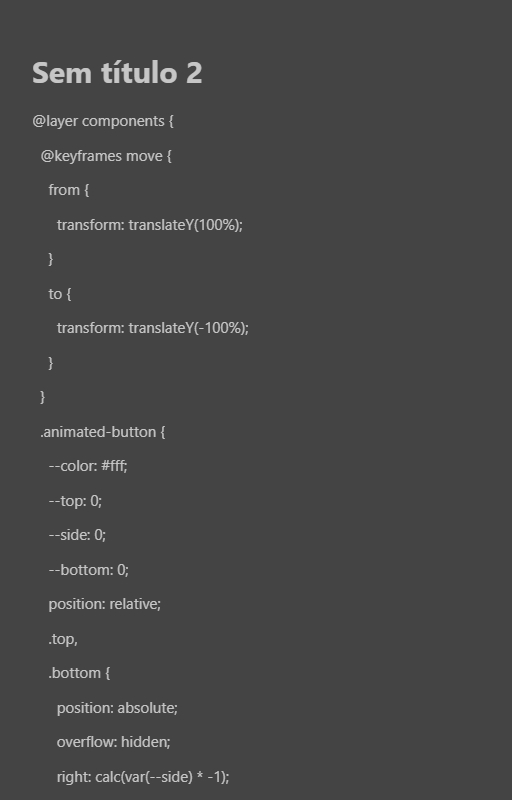 Sem título 2
@layer components {
@keyframes move {
from {
transform: translateY(100%);
}
to {
transform: translateY(-100%);
}
}
.animated-button {
--color: #fff;
--top: 0;
--side: 0;
--bottom: 0;
position: relative;
.top,
.bottom {
position: absolute;
overflow: hidden;
right: calc(var(--side) * -1);